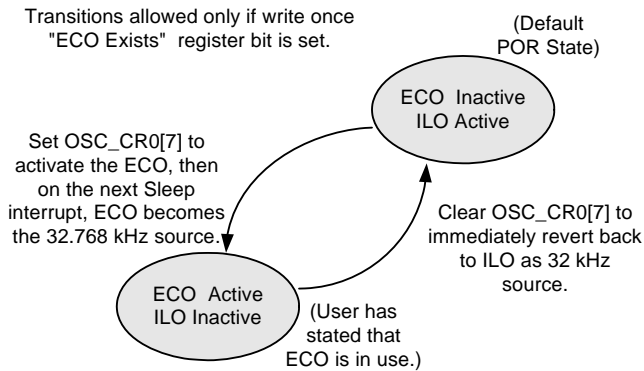 Transitions allowed only if write once
"ECO Exists" register bit is set.
(Default
POR State)
ECO Inactive
ILO Active
Set OSC_CR0[7] to
activate the ECO, then
on the next Sleep
interrupt, ECO becomes
the 32.768 kHz source.
Clear OSC_CR0[7] to
immediately revert back
to ILO as 32 kHz
source.
ECO Active
ILO Inactive
(User has
stated that
ECO is in use.)